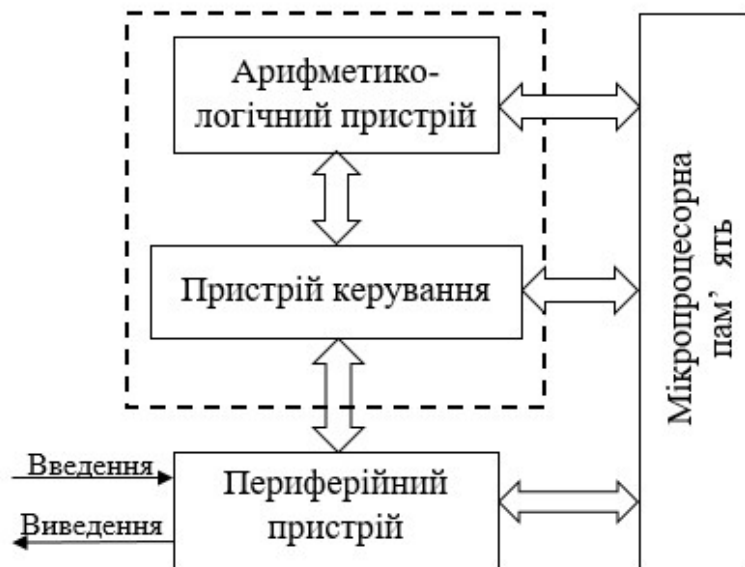 Арифметико-
логічний пристрій
Пристрій керування
Введення
Виведення
Периферійний
пристрій
Мікропроцесорна
пам’ ять